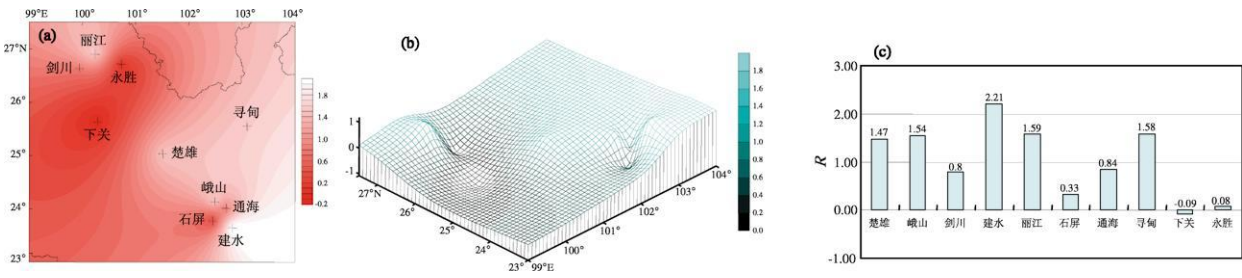 99°E 100° 101° 102° 103° 104°
(a)
27°N
26°
25°
24°
23°
丽江
剑川
永胜
寻甸
下关
楚雄
峨山
通海
石屏
建水
1.8
1.4
1.0
0.6
0.2
-0.2
(b)
1
0
-1
27°N
26°
25°
24°
23°
99°E
100°
101°
102°
103°
104°
1.8
1.6
1.4
1.2
1.0
0.8
0.6
0.4
0.2
0.0
(c)
R
3.00
2.00
1.00
0.00
-1.00
1.47
1.54
0.8
2.21
1.59
0.33
0.84
1.58
-0.09
0.08
楚雄 峨山 剑川 建水 丽江 石屏 通海 寻甸 下关 永胜